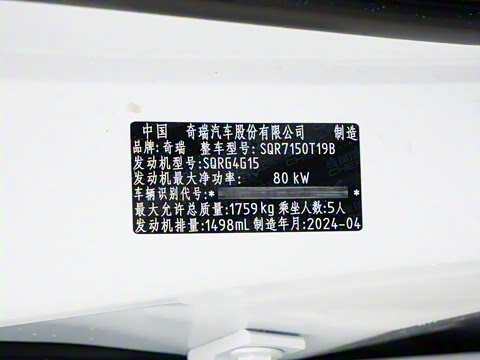 中国 奇瑞汽车股份有限公司 制造
品牌:奇瑞 整车型号:SQR7150T19B
发动机型号:SQRG4G15
发动机最大净功率: 80 kW
车辆识别代号:* *
最大允许总质量:1759kg 乘坐人数:5人
发动机排量:1498mL 制造年月:2024-04